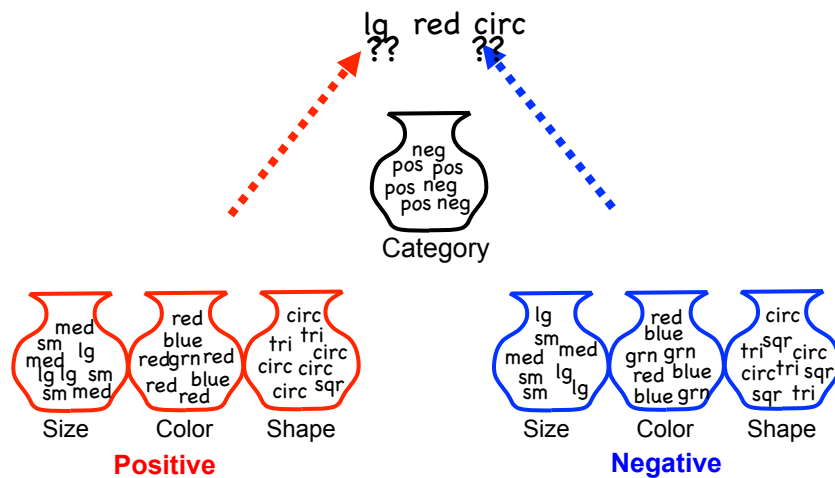 lg red circ
?? ??
neg
pos pos
pos neg
pos neg
Category
med
sm lg
med
lg lg sm
sm med
red
blue
red grn red
red blue
red
circ
tri tri
circ
circ circ
circ sqr
lg
sm
med med
sm lg
sm lg
red
blue
grn grn
red blue
blue grn
circ
sqr
tri circ
circ tri sqr
sqr tri
Size Color Shape
Size Color Shape
Positive
Negative